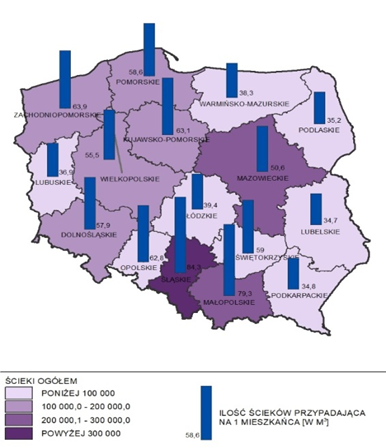 58,6
POMORSKIE
63,9
ZACHODNIOPOMORSKIE
38,3
WARMIŃSKO-MAZURSKIE
35,2
PODLASKIE
63,1
KUJAWSKO-POMORSKIE
55,5
WIELKOPOLSKIE
59,6
MAZOWIECKIE
36,9
LUBUSKIE
39,4
ŁÓDZKIE
34,7
LUBELSKIE
57,9
DOLNOŚLĄSKIE
62,8
OPOLSKIE
ŚLĄSKIE
59
ŚWIĘTOKRZYSKIE
79,3
MAŁOPOLSKIE
34,8
PODKARPACKIE
ŚCIEKI OGÓŁEM
PONIŻEJ 100 000
100 000,0 - 200 000,0
200 000,1 - 300 000,0
POWYŻEJ 300 000
ILOŚĆ ŚCIEKÓW PRZYPADAJĄCA
NA 1 MIESZKAŃCA [W M³]
58,6